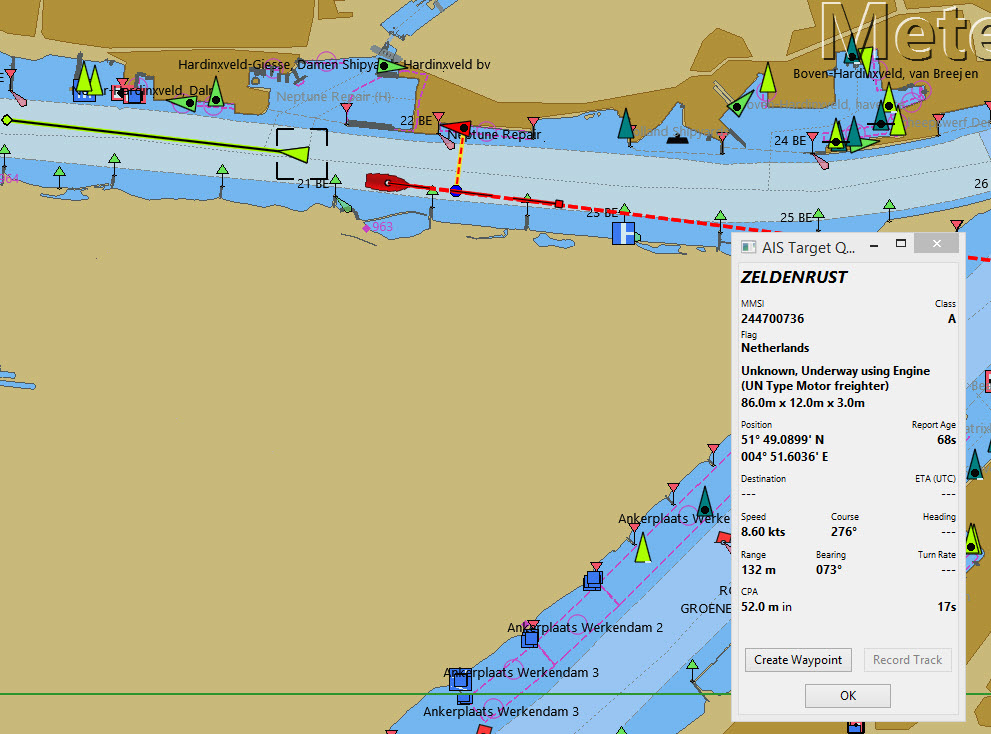 Mete
Hardinxveld-Giesse, Damen Shipya
Hardinxveld bv
Boven-Hardinxveld, van Breejen
Hardinxveld, Dalm
Neptune Repair (H)
22 BE
Neptune Repair
24 BE
21 BE
964
963
23 BE
25 BE
26
AIS Target Q...
ZELDENRUST
MMSI Class
244700736 A
Flag
Netherlands
Unknown, Underway using Engine
(UN Type Motor freighter)
86.0m x 12.0m x 3.0m
Position Report Age
51° 49.0899' N 68s
004° 51.6036' E
Destination ETA (UTC)
--- ---
Speed Course Heading
8.60 kts 276° ---
Range Bearing Turn Rate
132 m 073° ---
CPA
52.0 m in 17s
Create Waypoint Record Track
OK
Ankerplaats Werke
GROENE
Ankerplaats Werkendam 2
Ankerplaats Werkendam 3
Ankerplaats Werkendam 3